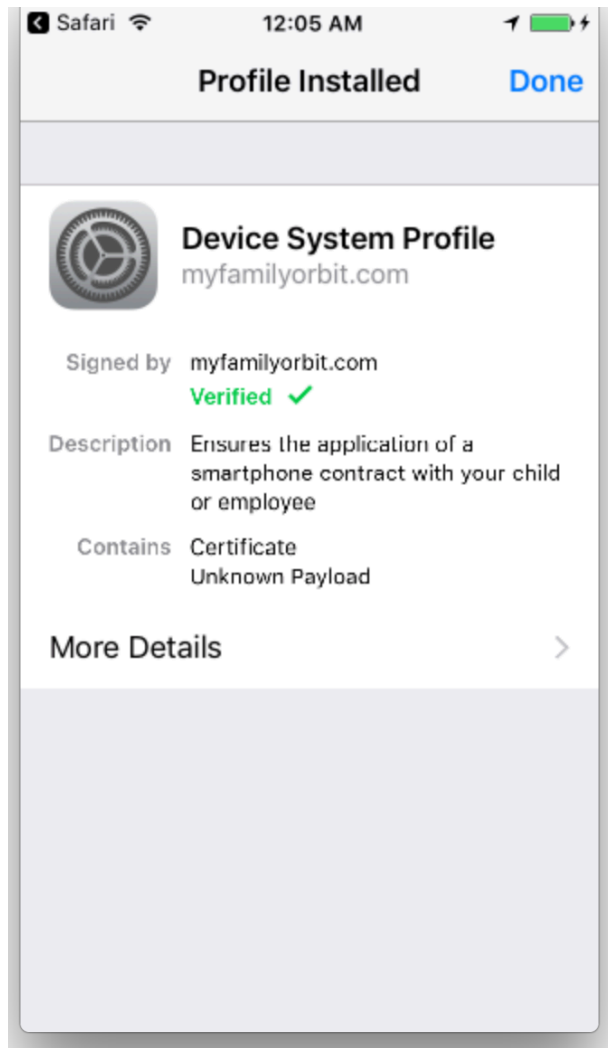 Safari
12:05 AM
Profile Installed
Done
Device System Profile
myfamilyorbit.com
Signed by myfamilyorbit.com
Verified
Description Ensures the application of a
smartphone contract with your child
or employee
Contains Certificate
Unknown Payload
More Details